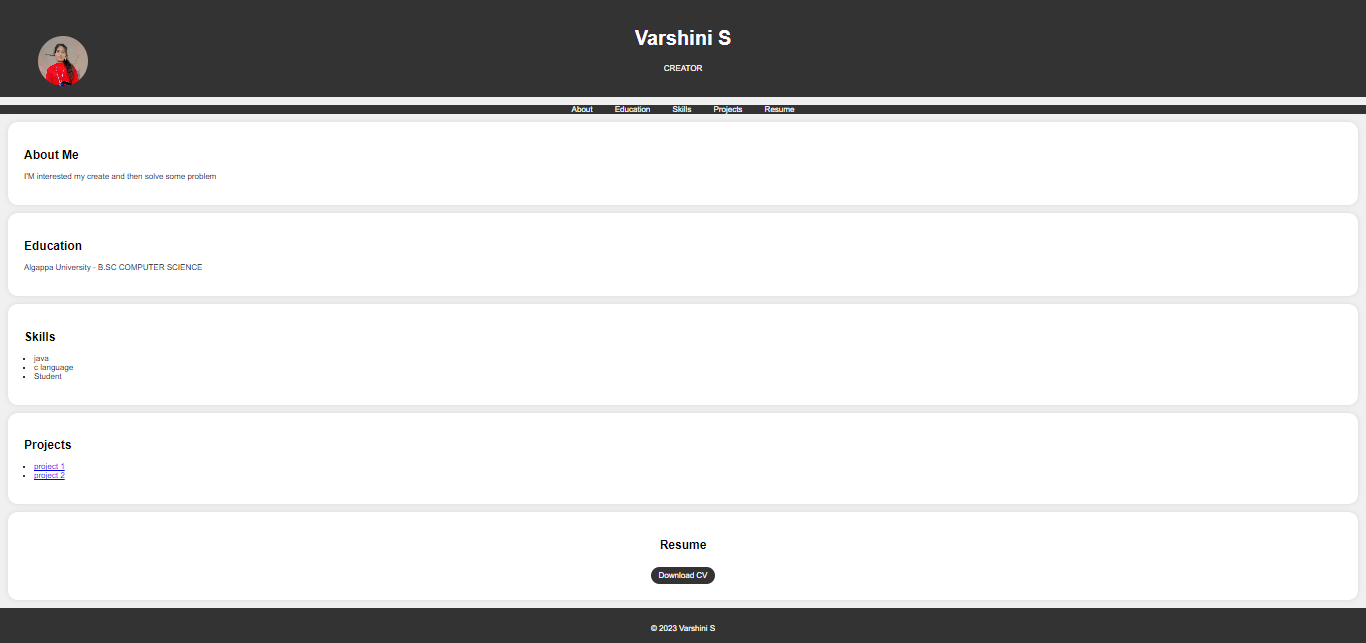 Varshini S
CREATOR
About Education Skills Projects Resume
About Me
I'M interested my create and then solve some problem
Education
Algappa University - B.SC COMPUTER SCIENCE
Skills
java
c language
Student
Projects
project 1
project 2
Resume
Download CV
© 2023 Varshini S